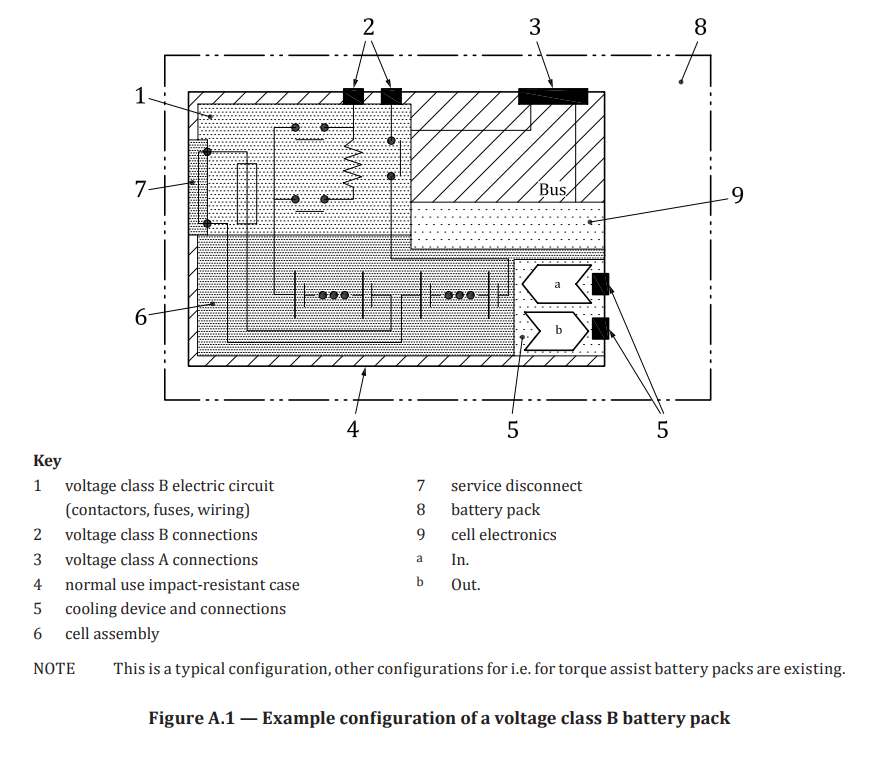 2 3 8
1
7
Bus
9
a
6
b
4 5 5
Key
1 voltage class B electric circuit
(contactors, fuses, wiring)
2 voltage class B connections
3 voltage class A connections
4 normal use impact-resistant case
5 cooling device and connections
6 cell assembly
7 service disconnect
8 battery pack
9 cell electronics
a In.
b Out.
NOTE This is a typical configuration, other configurations for i.e. for torque assist battery packs are existing.
Figure A.1 — Example configuration of a voltage class B battery pack